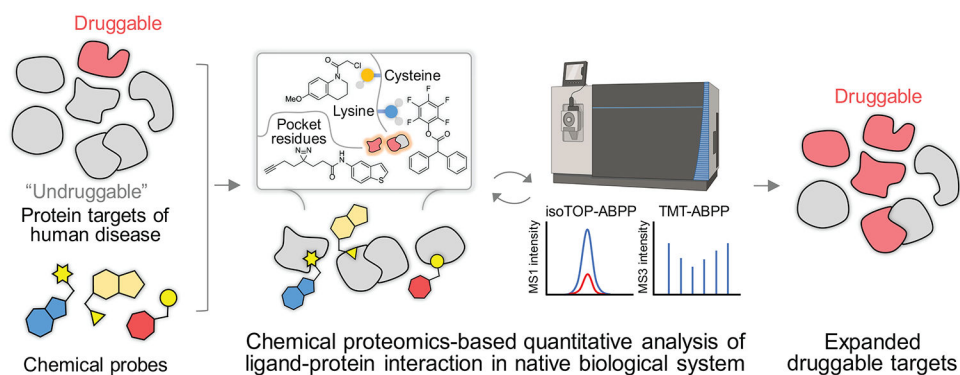 Druggable
"Undruggable"
Protein targets of
human disease
Chemical probes
Cl
O
N
MeO
Cysteine
Lysine
F
F
F
F
F
O
O
Pocket
residues
N=N
O
N
H
S
isoTOP-ABPP
TMT-ABPP
MS1 intensity
MS3 intensity
Chemical proteomics-based quantitative analysis of
ligand-protein interaction in native biological system
Druggable
Expanded
druggable targets